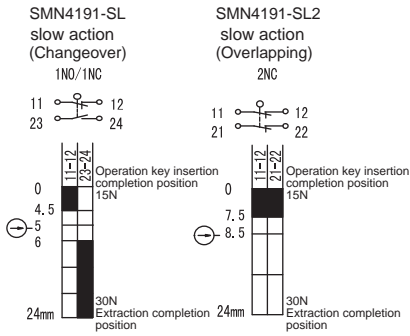 SMN4191-SL
slow action
(Changeover)
1NO/1NC
11 12
23 24
11-12
23-24
Operation key insertion
completion position
15N
0
4.5
5
6
30N
Extraction completion
position
24mm
SMN4191-SL2
slow action
(Overlapping)
2NC
11 12
21 22
11-12
21-22
Operation key insertion
completion position
15N
0
7.5
8.5
30N
Extraction completion
position
24mm